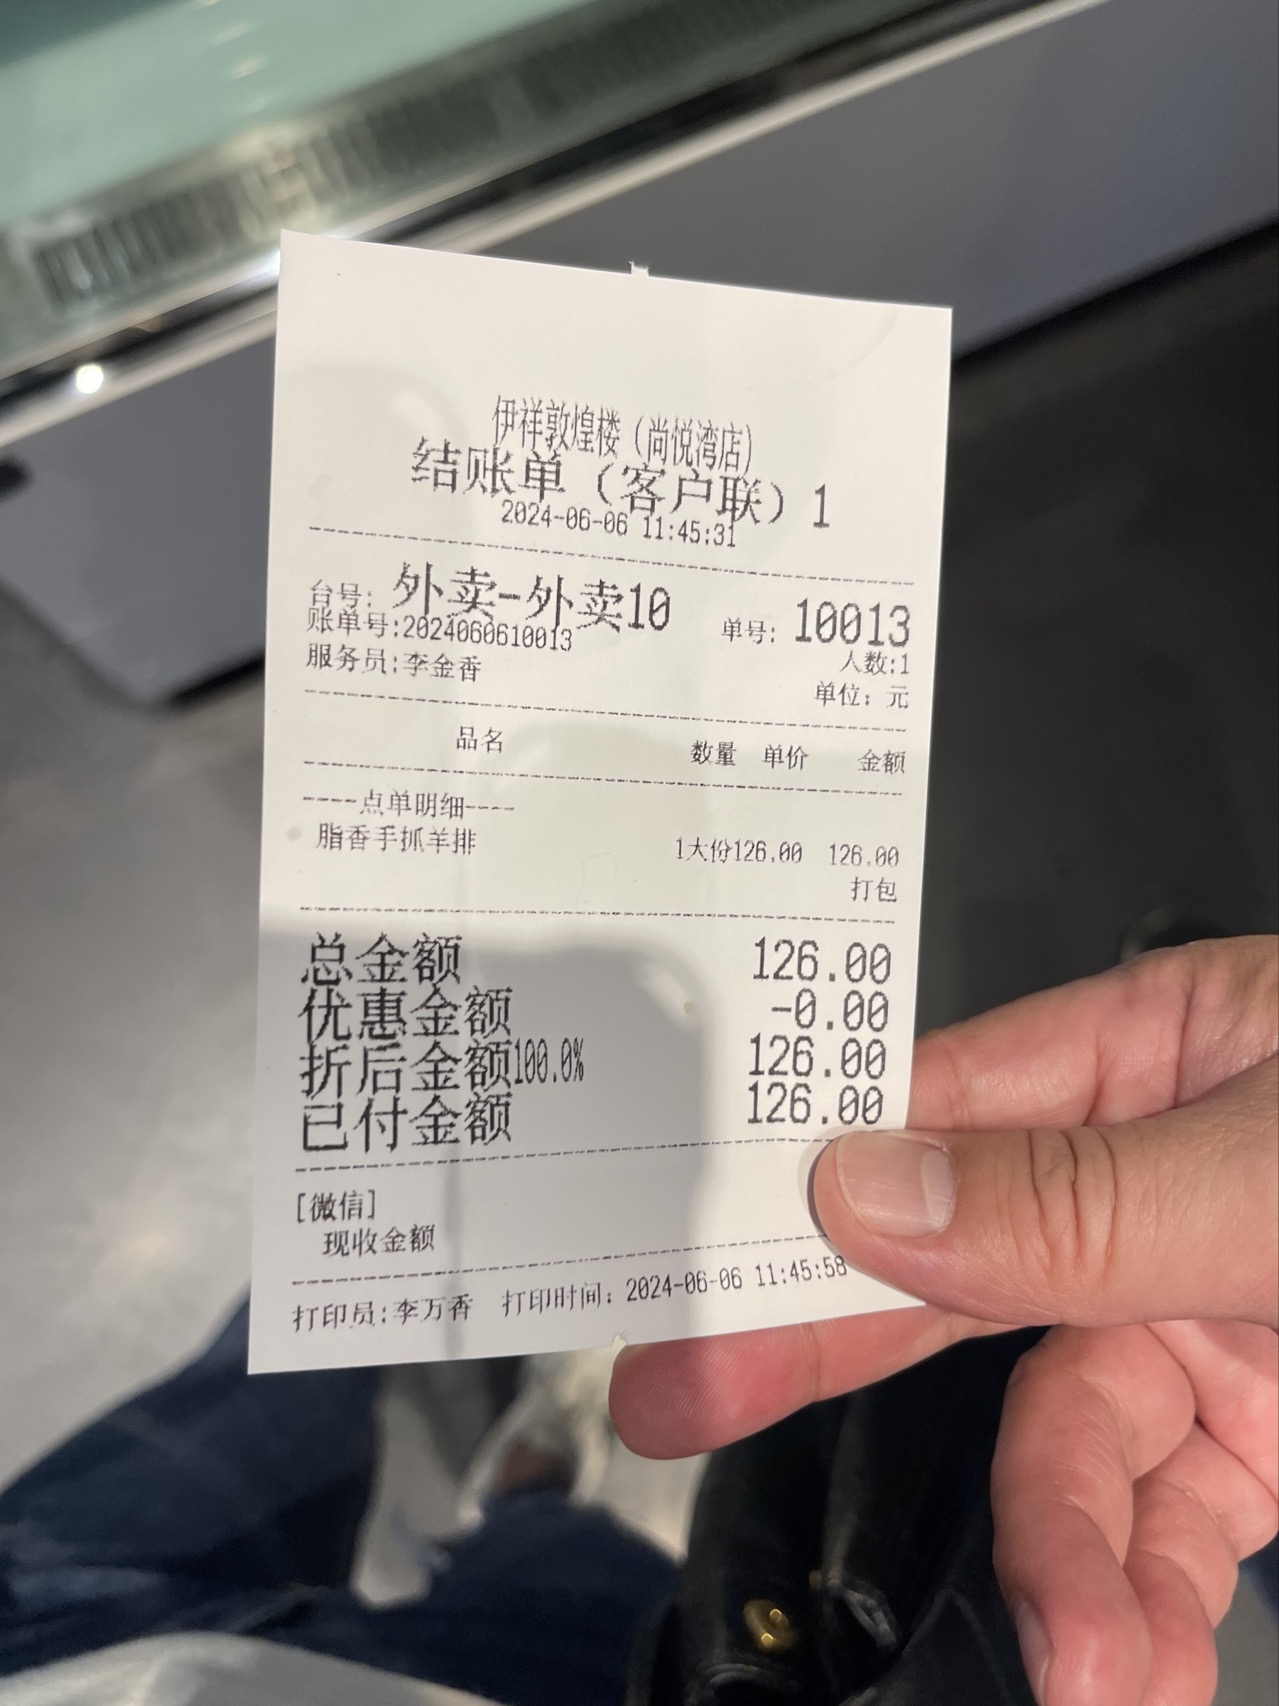 伊祥敦煌楼（尚悦湾店）
结账单（客户联）1
2024-06-06 11:45:31
台号: 外卖-外卖10 单号: 10013
账单号:2024060610013 人数:1
服务员:李金香 单位: 元
品名 数量 单价 金额
----点单明细----
脂香手抓羊排 1大份126.00 126.00
打包
总金额 126.00
优惠金额 -0.00
折后金额100.0% 126.00
已付金额 126.00
[微信]
现收金额
打印员:李万香 打印时间: 2024-06-06 11:45:58